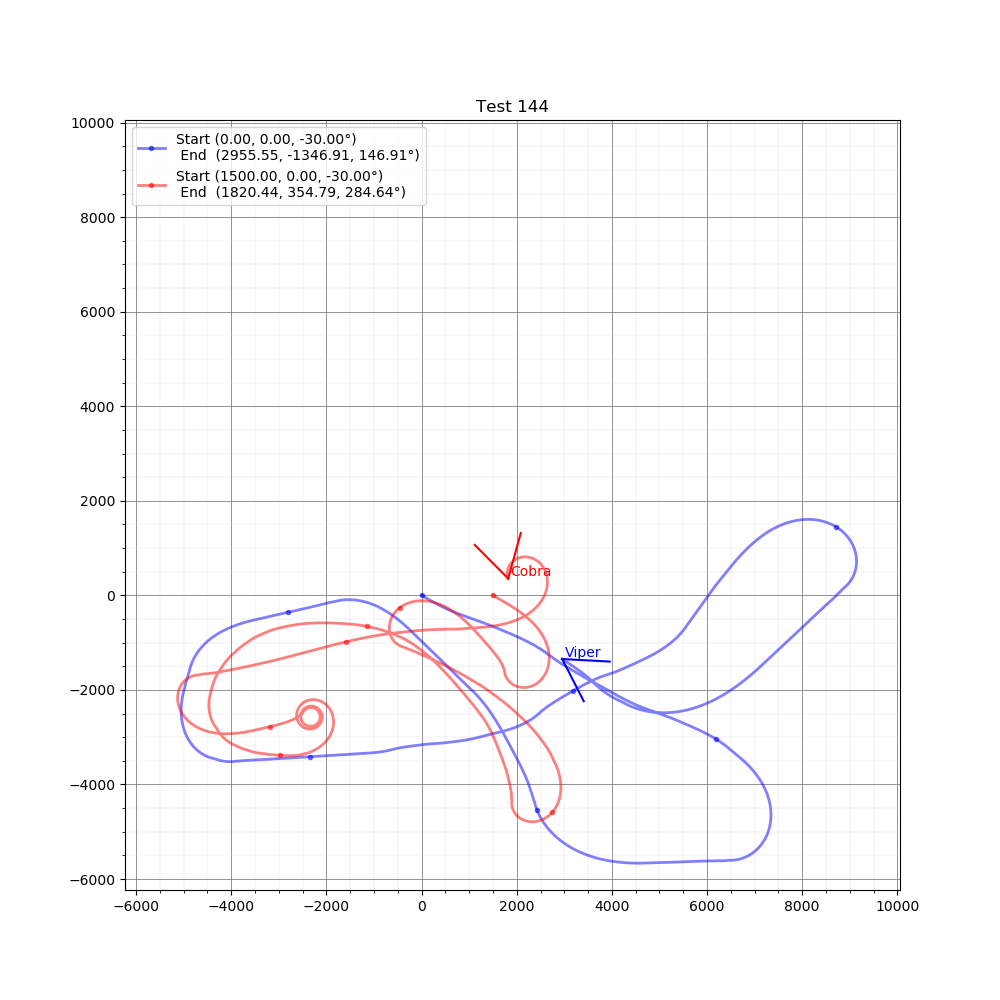 Test 144
Start (0.00, 0.00, -30.00°)
End (2955.55, -1346.91, 146.91°)
Start (1500.00, 0.00, -30.00°)
End (1820.44, 354.79, 284.64°)
10000
8000
6000
4000
2000
0
−2000
−4000
−6000
Cobra
Viper
−6000 −4000 −2000 0 2000 4000 6000 8000 10000